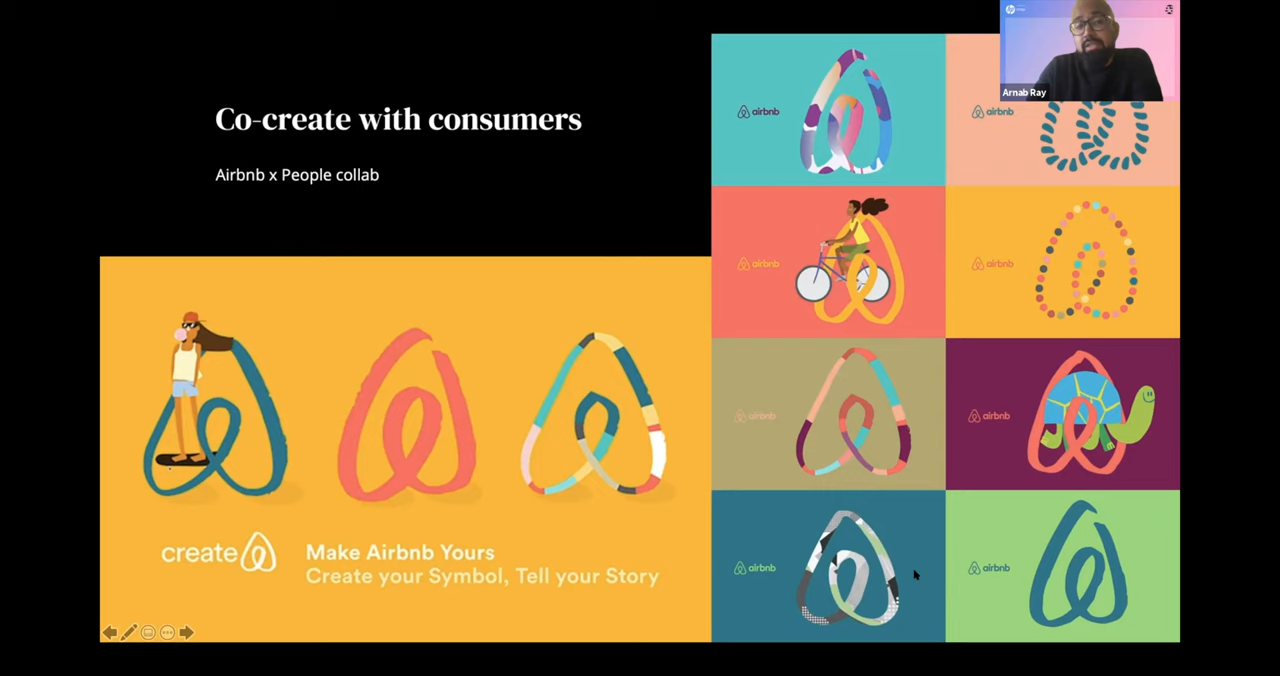 Co-create with consumers
Airbnb x People collab
create
Make Airbnb Yours
Create your Symbol, Tell your Story
airbnb
airbnb
airbnb
airbnb
airbnb
airbnb
airbnb
airbnb
hp
Arnab Ray